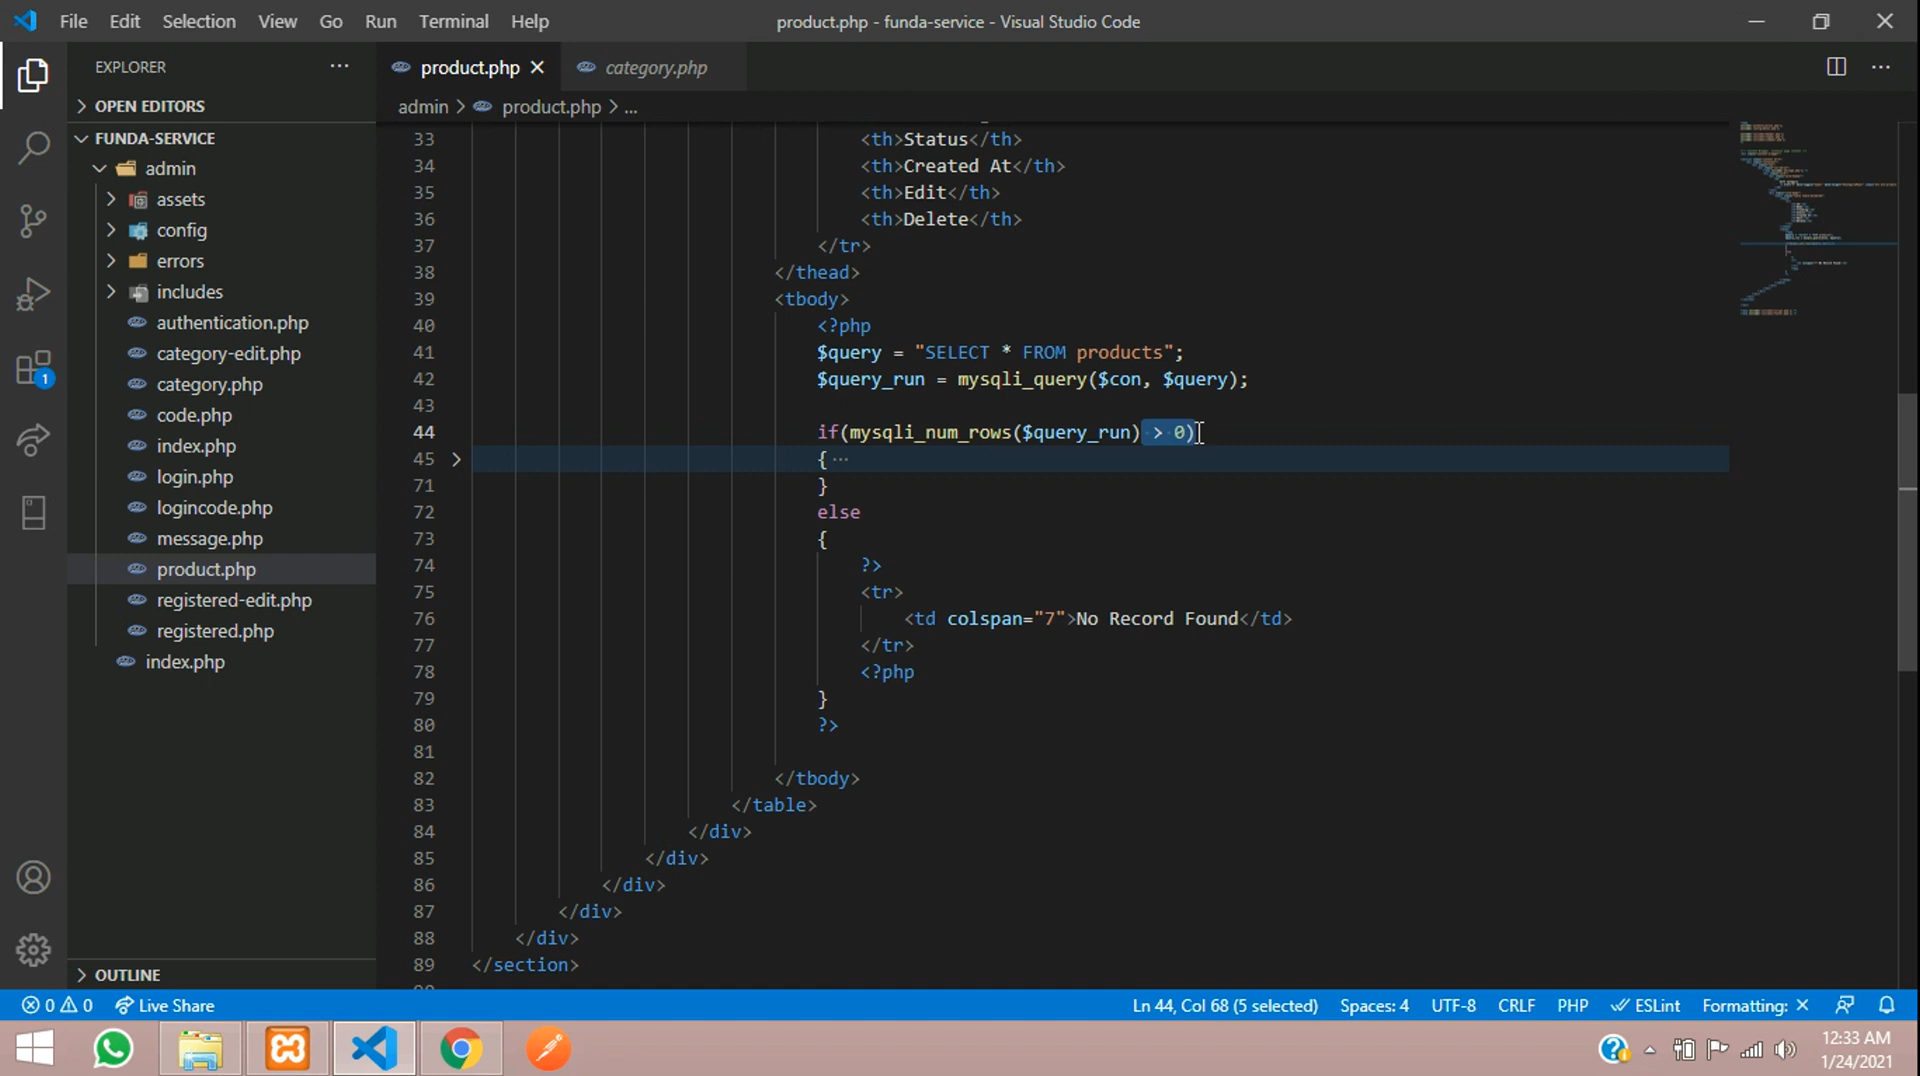 File Edit Selection View Go Run Terminal Help product.php - funda-service - Visual Studio Code
EXPLORER ···
OPEN EDITORS
FUNDA-SERVICE
admin
assets
config
errors
includes
authentication.php
category-edit.php
category.php
code.php
index.php
login.php
logincode.php
message.php
product.php
registered-edit.php
registered.php
index.php
OUTLINE
1
product.php category.php ···
admin > product.php > ...
33 <th>Status</th>
34 <th>Created At</th>
35 <th>Edit</th>
36 <th>Delete</th>
37 </tr>
38 </thead>
39 <tbody>
40 <?php
41 $query = "SELECT * FROM products";
42 $query_run = mysqli_query($con, $query);
43
44 if(mysqli_num_rows($query_run) > 0)
45 { ···
71 }
72 else
73 {
74 ?>
75 <tr>
76 <td colspan="7">No Record Found</td>
77 </tr>
78 <?php
79 }
80 ?>
81
82 </tbody>
83 </table>
84 </div>
85 </div>
86 </div>
87 </div>
88 </div>
89 </section>
0 0 Live Share Ln 44, Col 68 (5 selected) Spaces: 4 UTF-8 CRLF PHP ESLint Formatting: ×
12:33 AM
1/24/2021